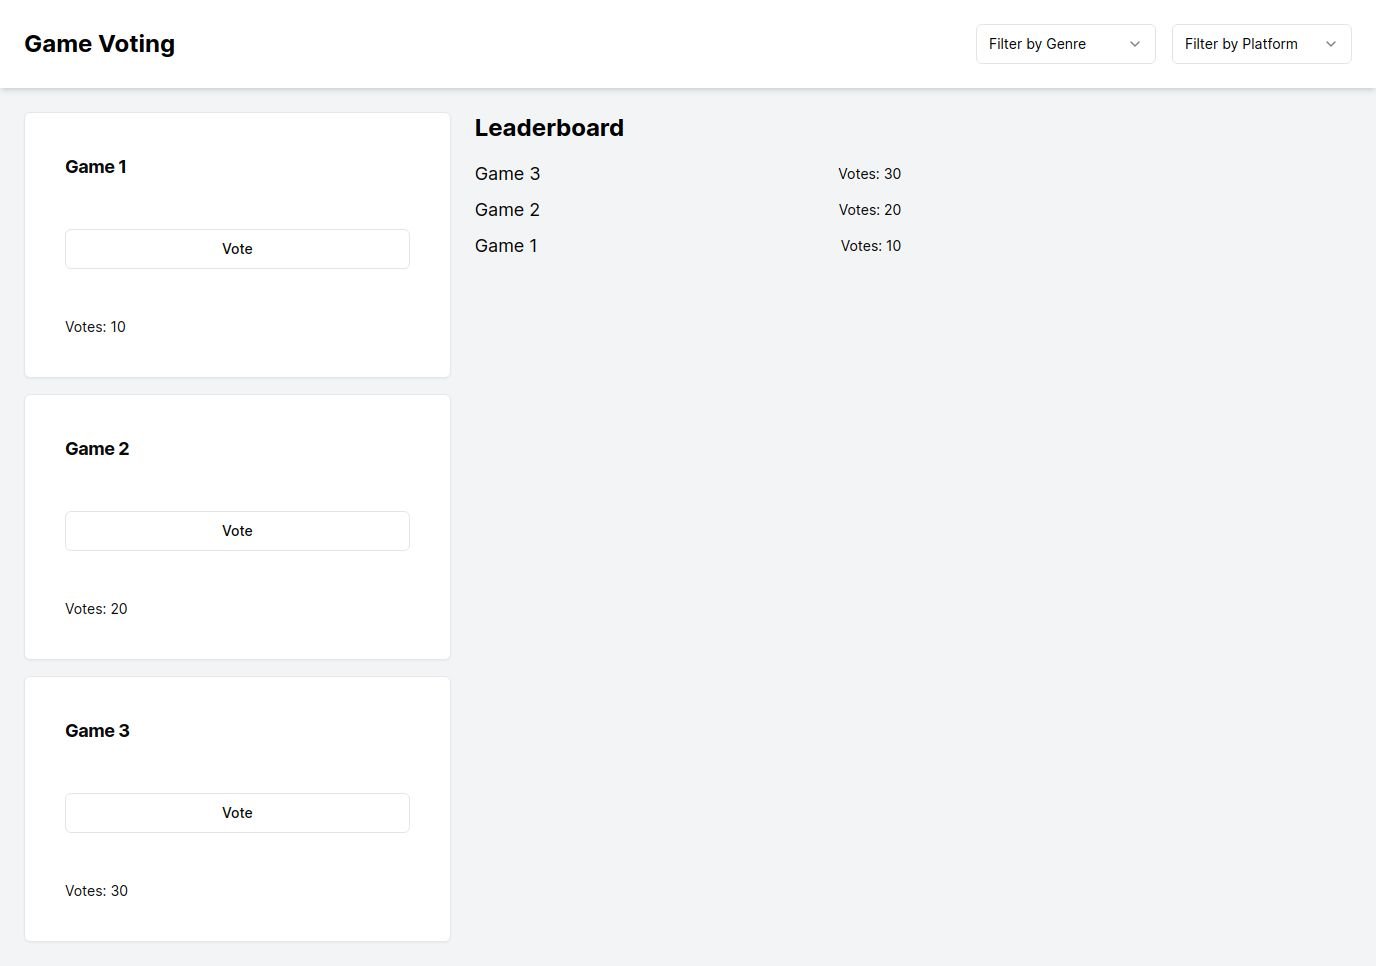 Game Voting
Filter by Genre
Filter by Platform
Game 1
Vote
Votes: 10
Game 2
Vote
Votes: 20
Game 3
Vote
Votes: 30
Leaderboard
Game 3 Votes: 30
Game 2 Votes: 20
Game 1 Votes: 10